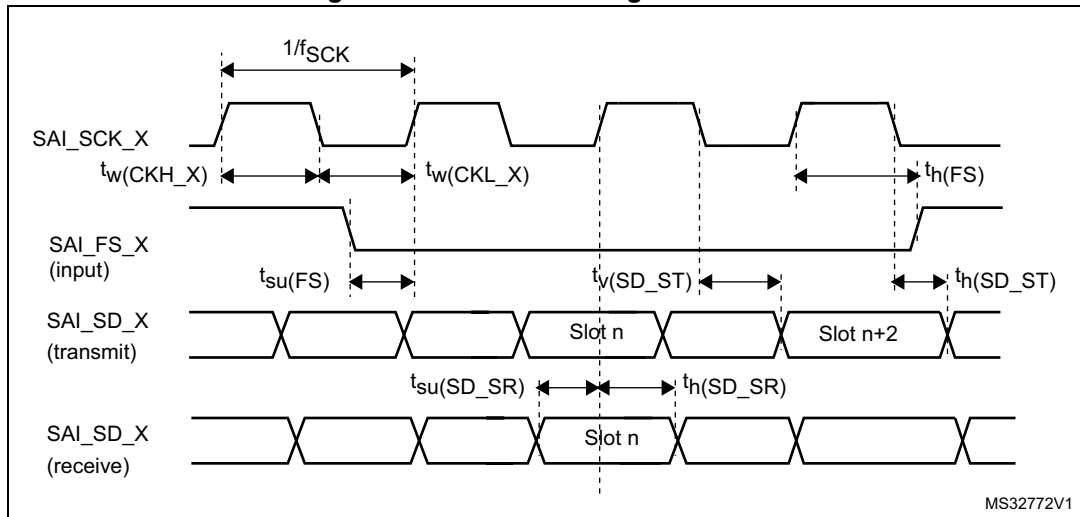 1/fSCK
SAI_SCK_X
tw(CKH_X)
tw(CKL_X)
th(FS)
SAI_FS_X
(input)
tsu(FS)
tv(SD_ST)
th(SD_ST)
SAI_SD_X
(transmit)
Slot n
Slot n+2
tsu(SD_SR)
th(SD_SR)
SAI_SD_X
(receive)
Slot n
MS32772V1